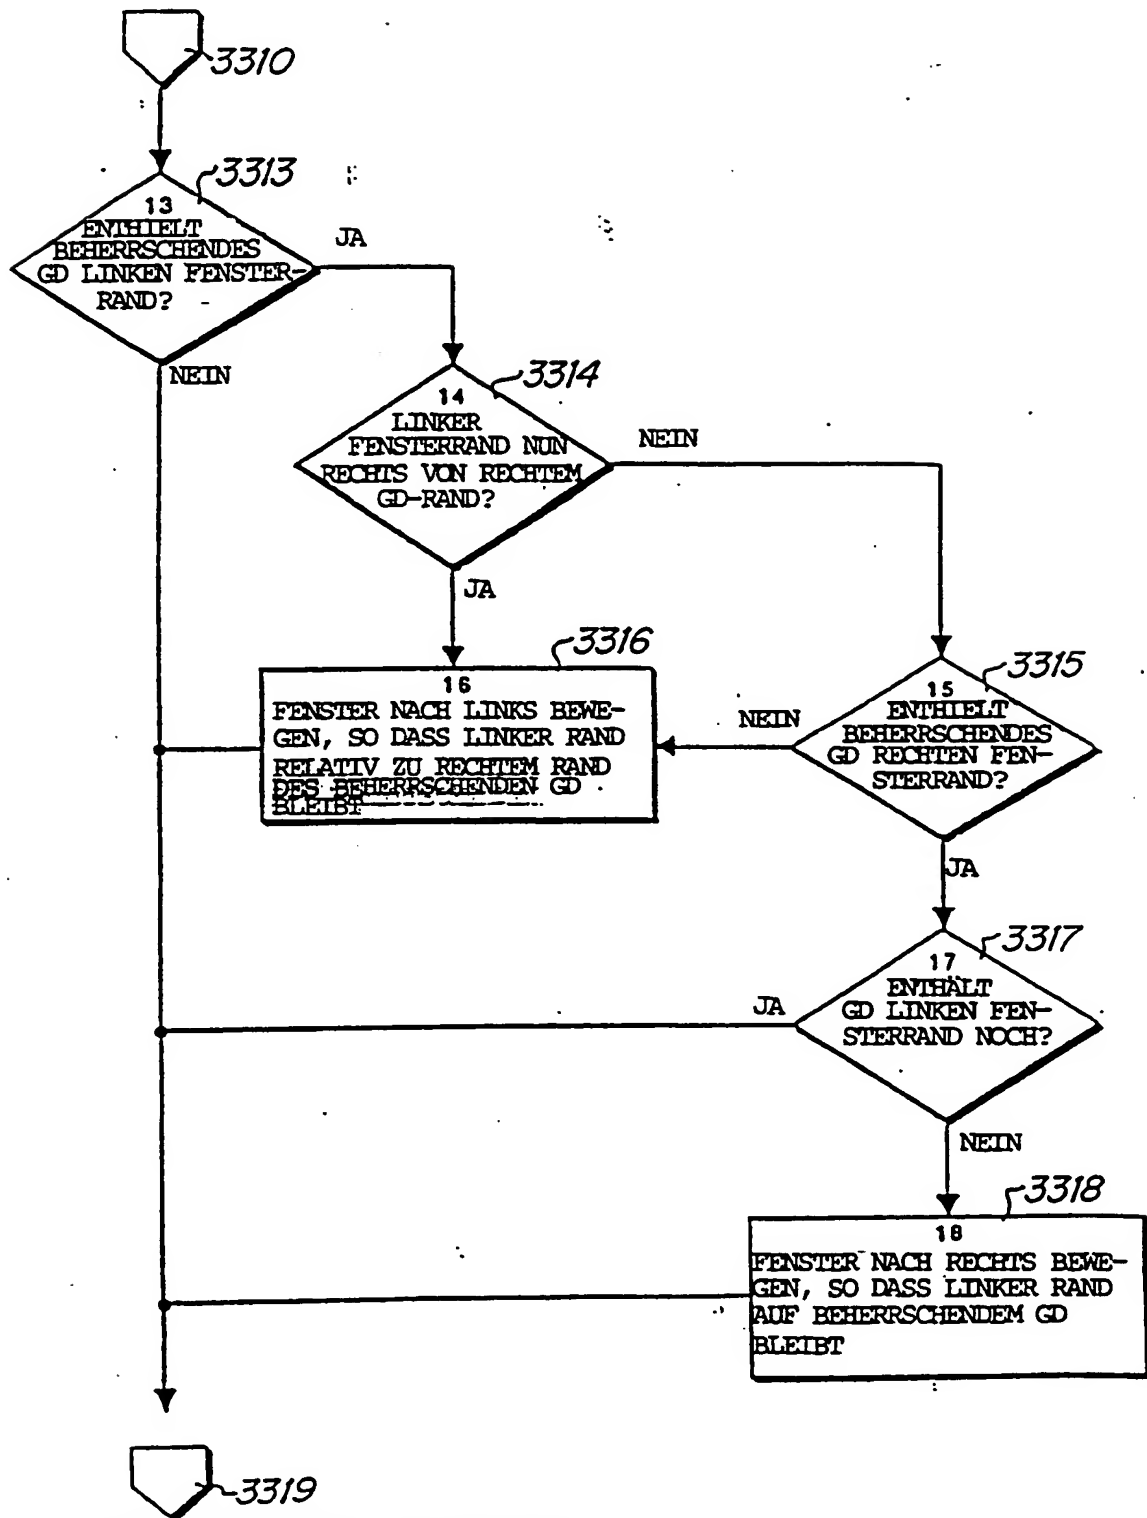 3310
3313
13
ENTHIELT
BEHERRSCHENDES
GD LINKEN FENSTER-
RAND?
JA
NEIN
3314
14
LINKER
FENSTERRAND NUN
RECHTS VON RECHTEM
GD-RAND?
NEIN
JA
3316
16
FENSTER NACH LINKS BEWE-
GEN, SO DASS LINKER RAND
RELATIV ZU RECHTEM RAND
DES BEHERRSCHENDEN GD
BLEIBT
3315
15
ENTHIELT
BEHERRSCHENDES
GD RECHTEN FEN-
STERRAND?
NEIN
JA
3317
17
ENTHÄLT
GD LINKEN FEN-
STERRAND NOCH?
JA
NEIN
3318
18
FENSTER NACH RECHTS BEWE-
GEN, SO DASS LINKER RAND
AUF BEHERRSCHENDEM GD
BLEIBT
3319